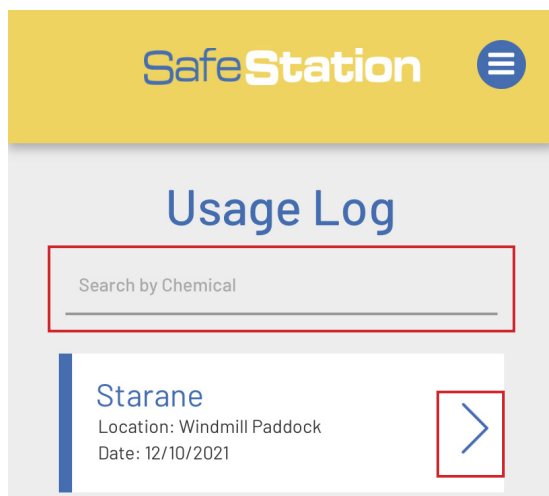 SafeStation
Usage Log
Search by Chemical
Starane
Location: Windmill Paddock
Date: 12/10/2021